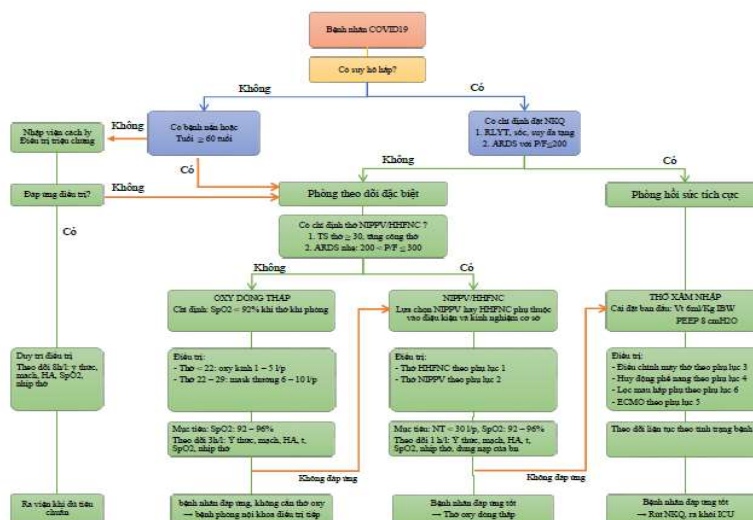 Bệnh nhân COVID19
Có suy hô hấp?
Không
Có
Nhập viện cách ly
Điều trị triệu chứng
Không
Có bệnh nền hoặc
Tuổi ≥ 60 tuổi
Có chỉ định đặt NKQ
1. RLYT, sốc, suy đa tạng
2. ARDS với P/F≤200
Có
Không
Có
Đáp ứng điều trị?
Không
Phòng theo dõi đặc biệt
Phòng hồi sức tích cực
Có
Có chỉ định thở NIPPV/HHFNC ?
1. TS thở ≥ 30, tăng công thở
2. ARDS nhẹ: 200 < P/F ≤ 300
Không
Có
OXY DÒNG THẤP
Chỉ định: SpO2 < 92% khi thở khí phòng
NIPPV/HHFNC
Lựa chọn NIPPV hay HHFNC phụ thuộc
vào điều kiện và kinh nghiệm cơ sở
THỞ XÂM NHẬP
Cài đặt ban đầu: Vt 6ml/Kg IBW
PEEP 8 cmH2O
Duy trì điều trị
Theo dõi 8h/l: ý thức,
mạch, HA, SpO2,
nhịp thở
Điều trị:
- Thở < 22: oxy kính 1 – 5 l/p
- Thở 22 – 29: mask thường 6 – 10 l/p
Điều trị:
- Thở HHFNC theo phụ lục 1
- Thở NIPPV theo phụ lục 2
Điều trị:
- Điều chỉnh máy thở theo phụ lục 3
- Huy động phế nang theo phụ lục 4
- Lọc máu hấp phụ theo phụ lục 6
- ECMO theo phụ lục 5
Mục tiêu: SpO2: 92 – 96%
Theo dõi 3h/l: Ý thức, mạch, HA, t,
SpO2, nhịp thở
Mục tiêu: NT < 30 l/p, SpO2: 92 – 96%
Theo dõi 1 h/l: Ý thức, mạch, HA, t,
SpO2, nhịp thở, dung nạp của bn
Theo dõi liên tục theo tình trạng bệnh
Không đáp ứng
Không đáp ứng
Ra viện khi đủ tiêu
chuẩn
bệnh nhân đáp ứng, không cần thở oxy
→ bệnh phòng nội khoa điều trị tiếp
Bệnh nhân đáp ứng tốt
→ Thở oxy dòng thấp
Bệnh nhân đáp ứng tốt
→ Rút NKQ, ra khỏi ICU